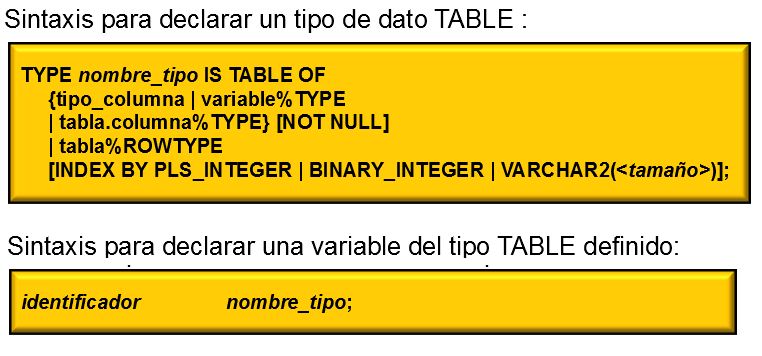 Sintaxis para declarar un tipo de dato TABLE :
TYPE nombre_tipo IS TABLE OF
{tipo_columna | variable%TYPE
| tabla.columna%TYPE} [NOT NULL]
| tabla%ROWTYPE
[INDEX BY PLS_INTEGER | BINARY_INTEGER | VARCHAR2(<tamaño>)];
Sintaxis para declarar una variable del tipo TABLE definido:
identificador nombre_tipo;